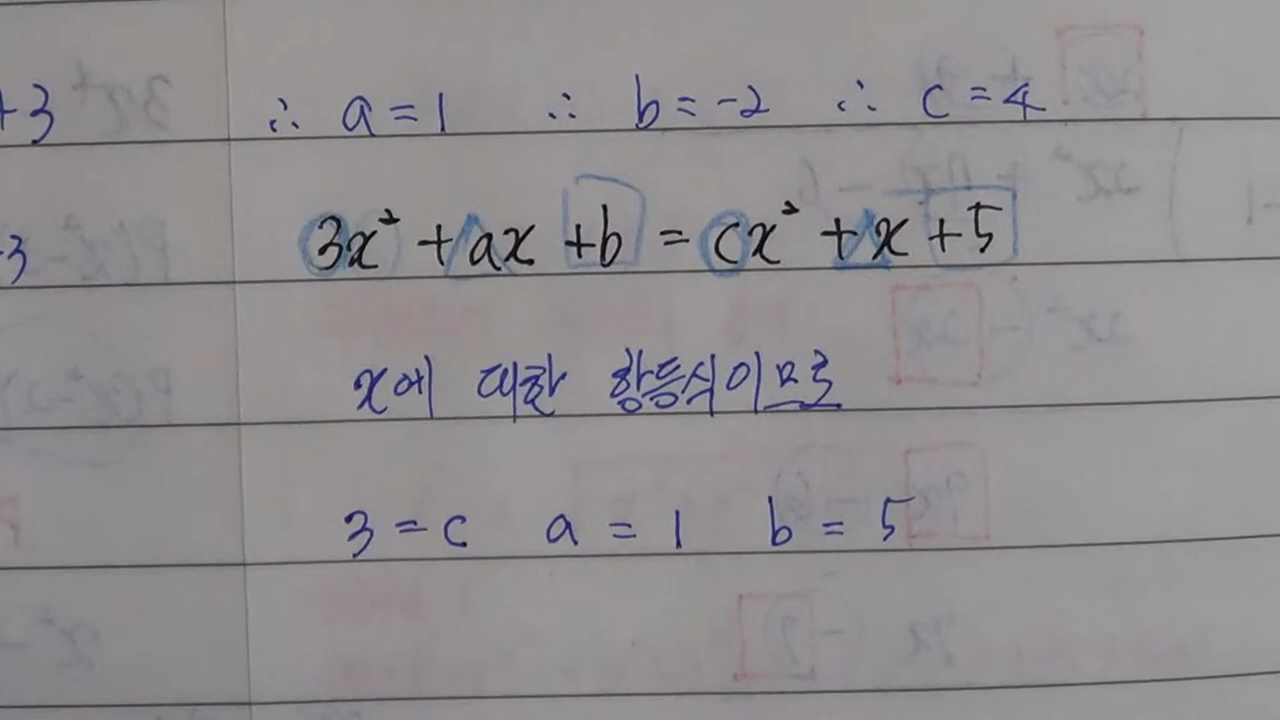 +3 ∴ a = 1 ∴ b = -2 ∴ c = 4
3x² + ax + b = cx² + x + 5
x에 대한 항등식이므로
3 = c a = 1 b = 5